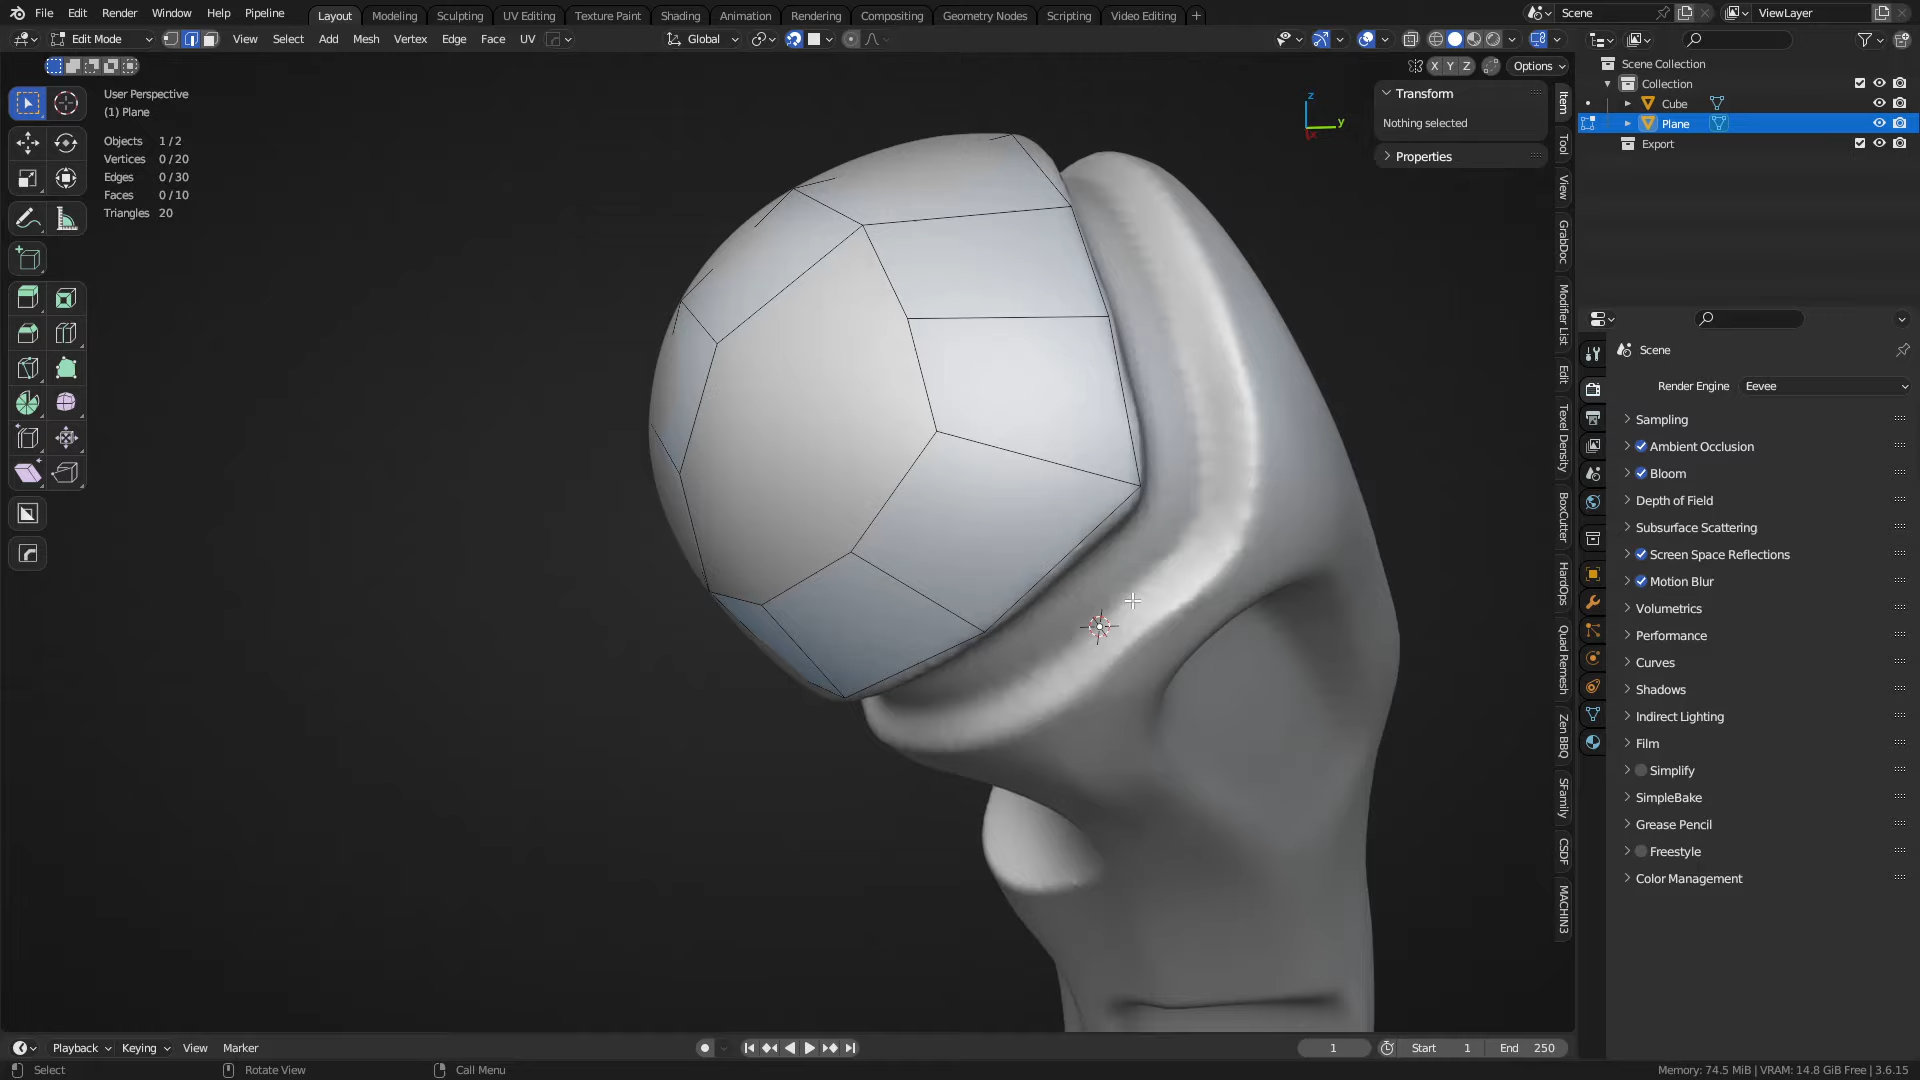 File Edit Render Window Help Pipeline Layout Modeling Sculpting UV Editing Texture Paint Shading Animation Rendering Compositing Geometry Nodes Scripting Video Editing + Scene ViewLayer
Edit Mode View Select Add Mesh Vertex Edge Face UV Global
X Y Z Options
User Perspective
(1) Plane
Objects 1/2
Vertices 0/20
Edges 0/30
Faces 0/10
Triangles 20
z
y
x
Transform
Nothing selected
Properties
Item
Tool
View
GrabDoc
Modifier List
Edit
Texel Density
BoxCutter
HardOps
Quad Remesh
Zen BBQ
SFamily
CSDF
MACHIN3
Scene Collection
Collection
Cube
Plane
Export
Scene
Render Engine Eevee
Sampling
Ambient Occlusion
Bloom
Depth of Field
Subsurface Scattering
Screen Space Reflections
Motion Blur
Volumetrics
Performance
Curves
Shadows
Indirect Lighting
Film
Simplify
SimpleBake
Grease Pencil
Freestyle
Color Management
Playback Keying View Marker 1 Start 1 End 250
Select Rotate View Call Menu Memory: 74.5 MiB | VRAM: 14.8 GiB Free | 3.6.15